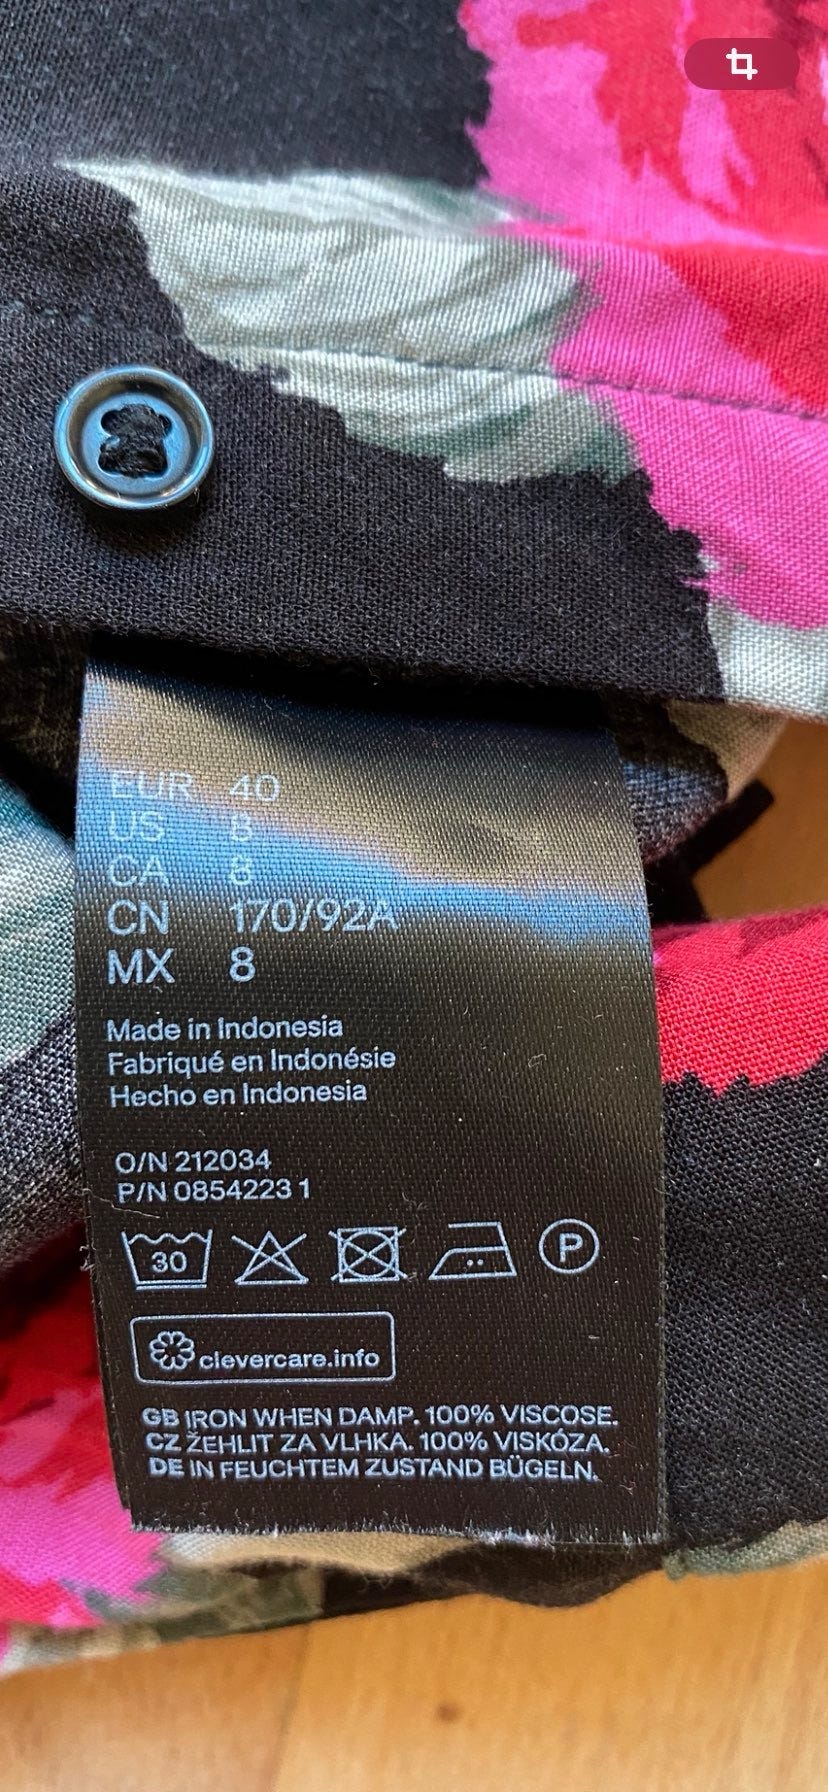 EUR 40
US 8
CA 8
CN 170/92A
MX 8
Made in Indonesia
Fabriqué en Indonésie
Hecho en Indonesia
O/N 212034
P/N 0854223 1
30
P
clevercare.info
GB IRON WHEN DAMP. 100% VISCOSE.
CZ ŽEHLIT ZA VLHKA. 100% VISKÓZA.
DE IN FEUCHTEM ZUSTAND BÜGELN.